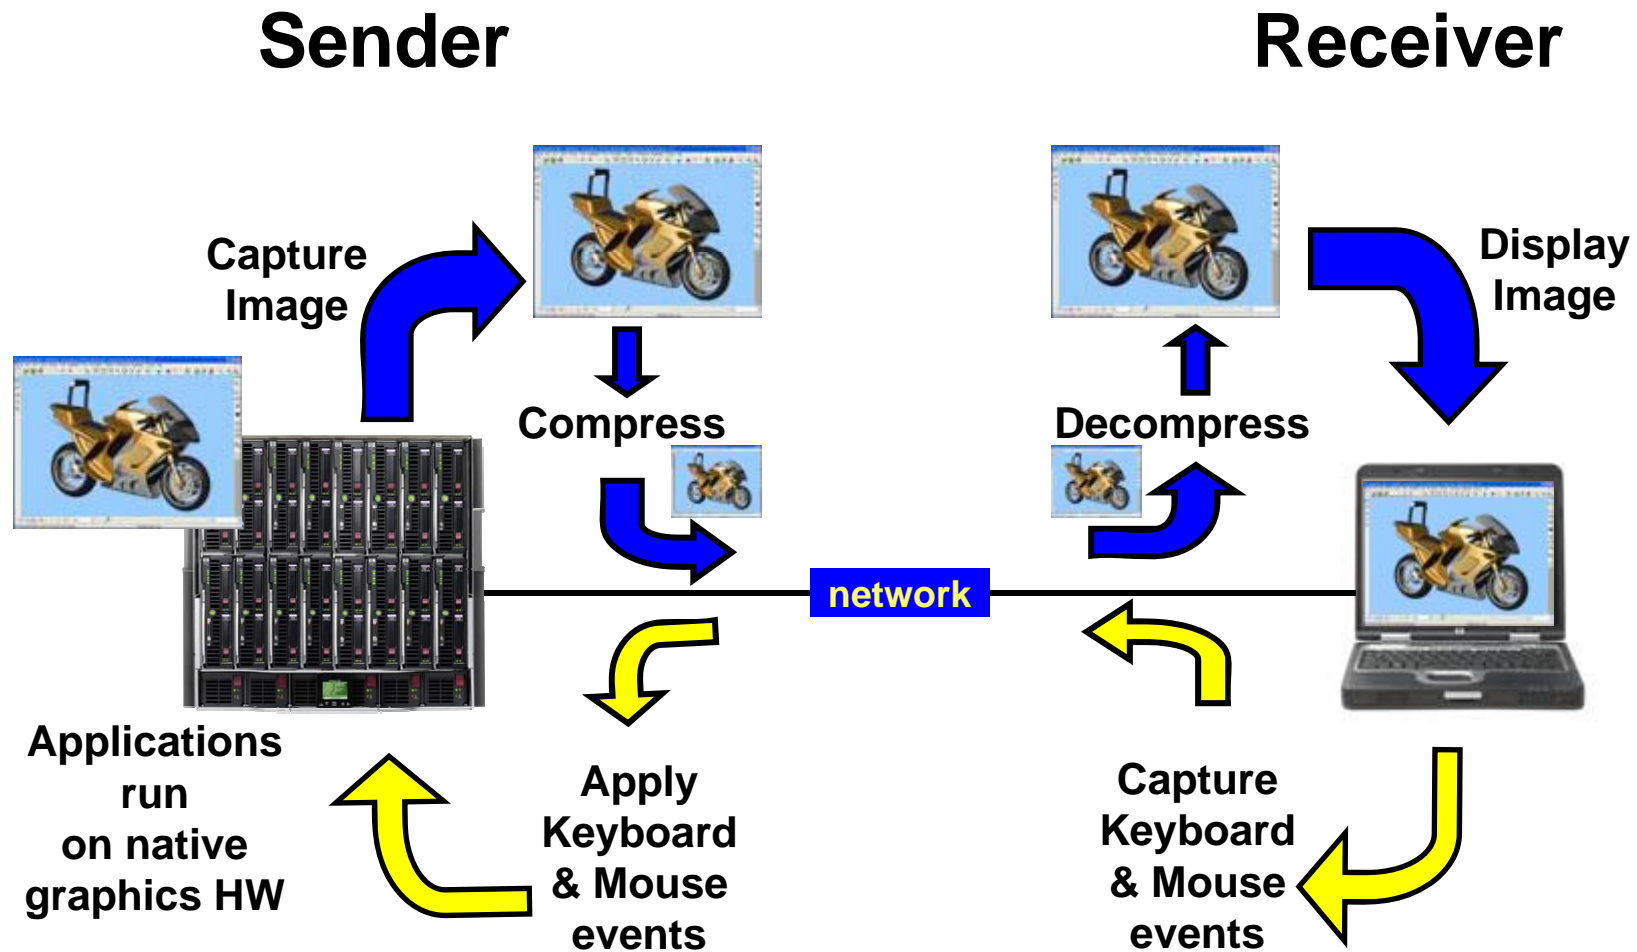 Sender
Receiver
Capture
Image
Display
Image
Compress
Decompress
network
Applications
run
on native
graphics HW
Apply
Keyboard
& Mouse
events
Capture
Keyboard
& Mouse
events